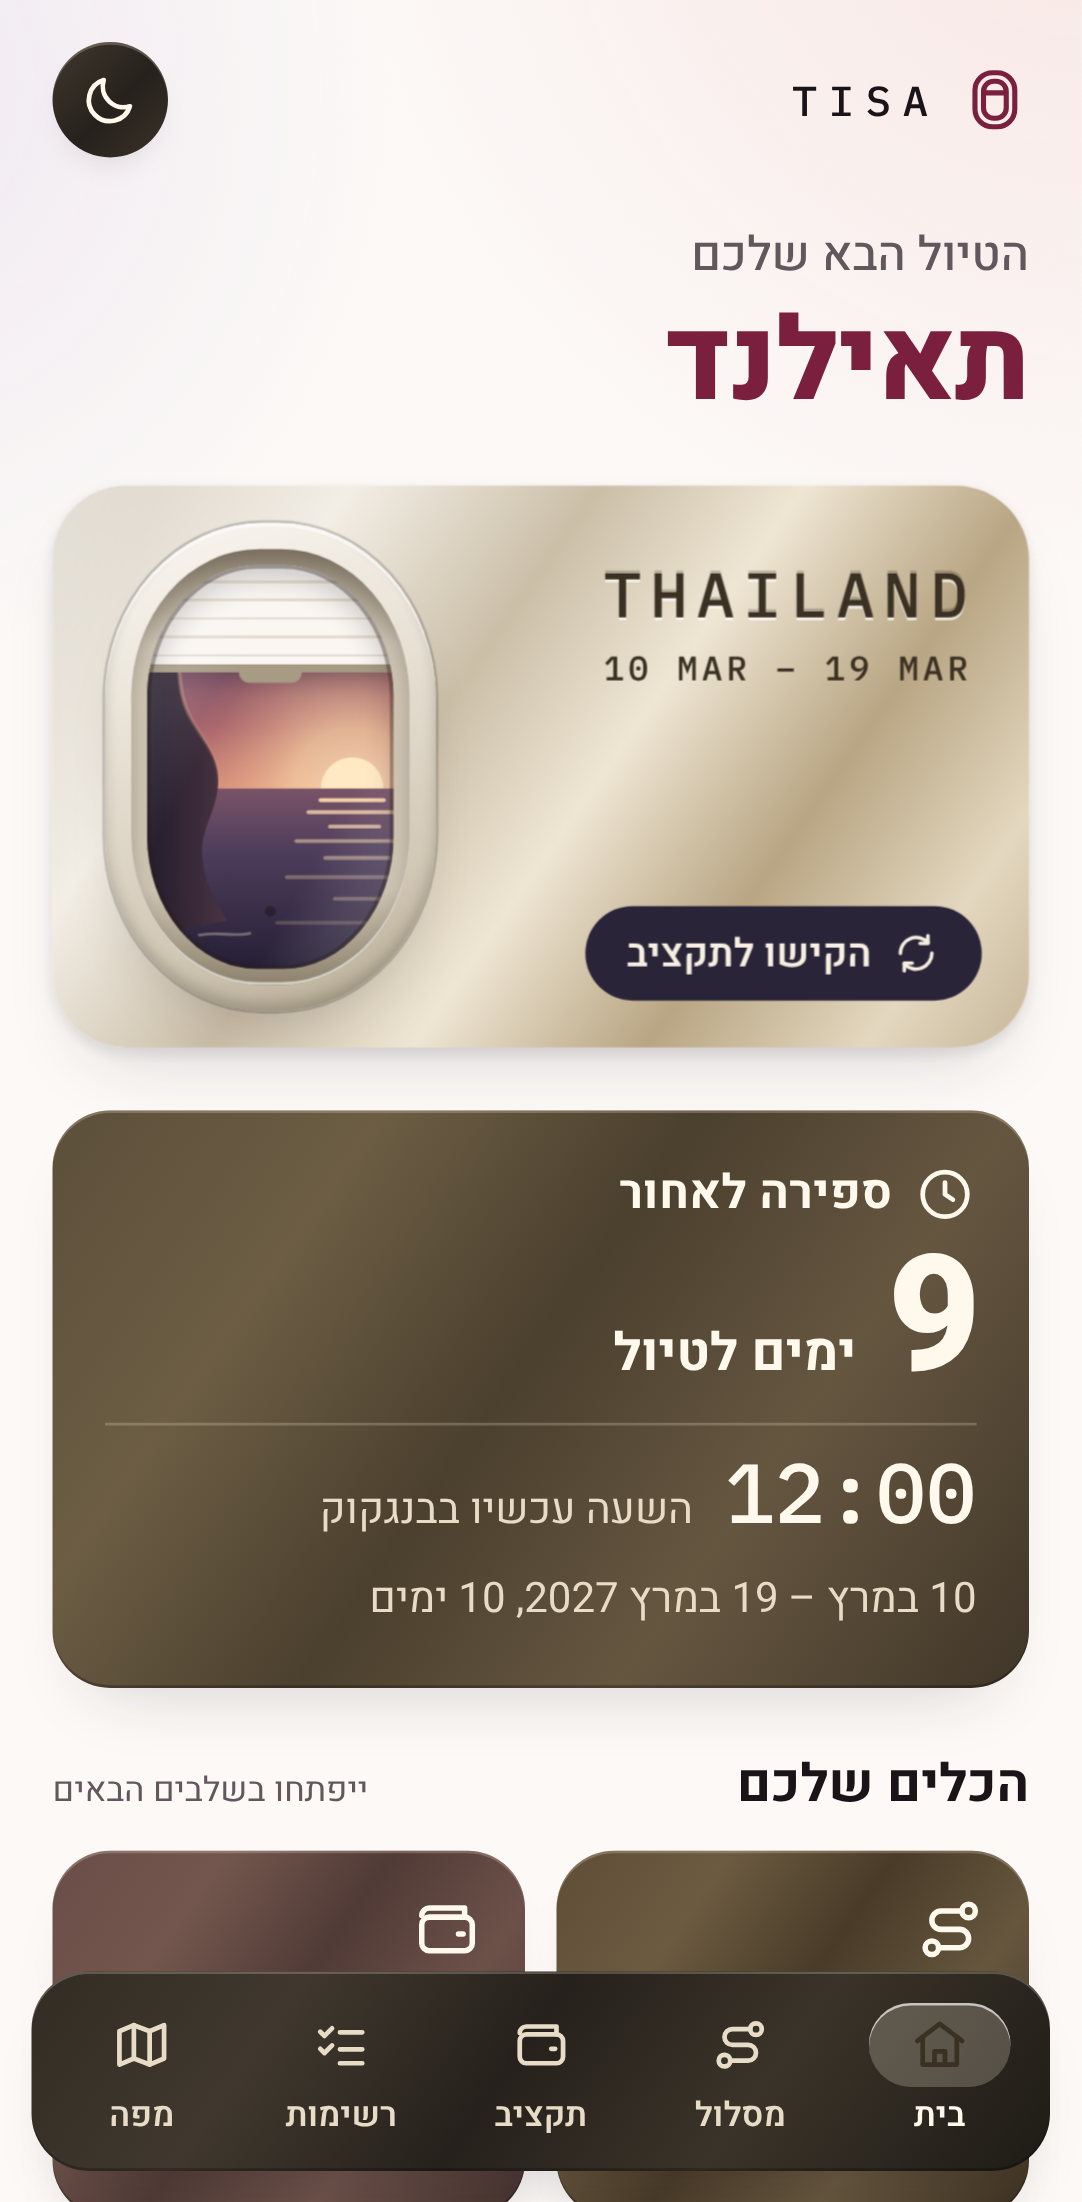 TISA
הטיול הבא שלכם
תאילנד
THAILAND
10 MAR – 19 MAR
הקישו לתקציב
ספירה לאחור
9 ימים לטיול
12:00 השעה עכשיו בבנגקוק
10 במרץ – 19 במרץ 2027, 10 ימים
הכלים שלכם
ייפתחו בשלבים הבאים
בית
מסלול
תקציב
רשימות
מפה